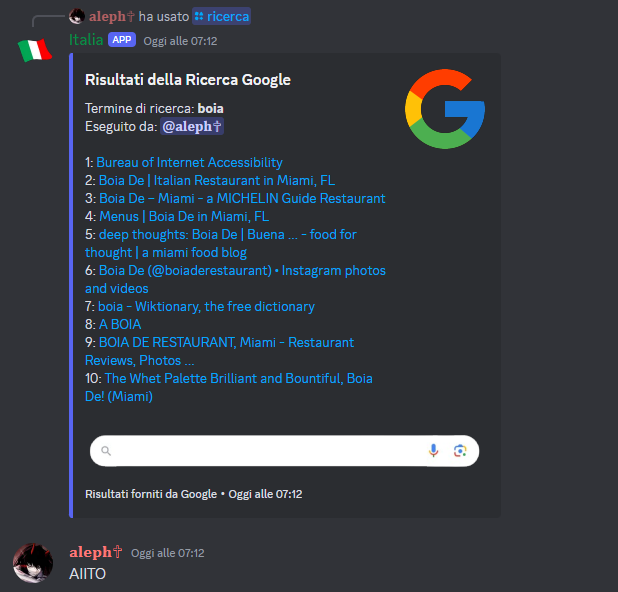 aleph✝ ha usato ricerca
Italia APP Oggi alle 07:12
Risultati della Ricerca Google
Termine di ricerca: boia
Eseguito da: @aleph✝
1: Bureau of Internet Accessibility
2: Boia De | Italian Restaurant in Miami, FL
3: Boia De – Miami - a MICHELIN Guide Restaurant
4: Menus | Boia De in Miami, FL
5: deep thoughts: Boia De | Buena ... - food for
thought | a miami food blog
6: Boia De (@boiaderestaurant) • Instagram photos
and videos
7: boia - Wiktionary, the free dictionary
8: A BOIA
9: BOIA DE RESTAURANT, Miami - Restaurant
Reviews, Photos ...
10: The Whet Palette Brilliant and Bountiful, Boia
De! (Miami)
Risultati forniti da Google • Oggi alle 07:12
aleph✝ Oggi alle 07:12
AIITO